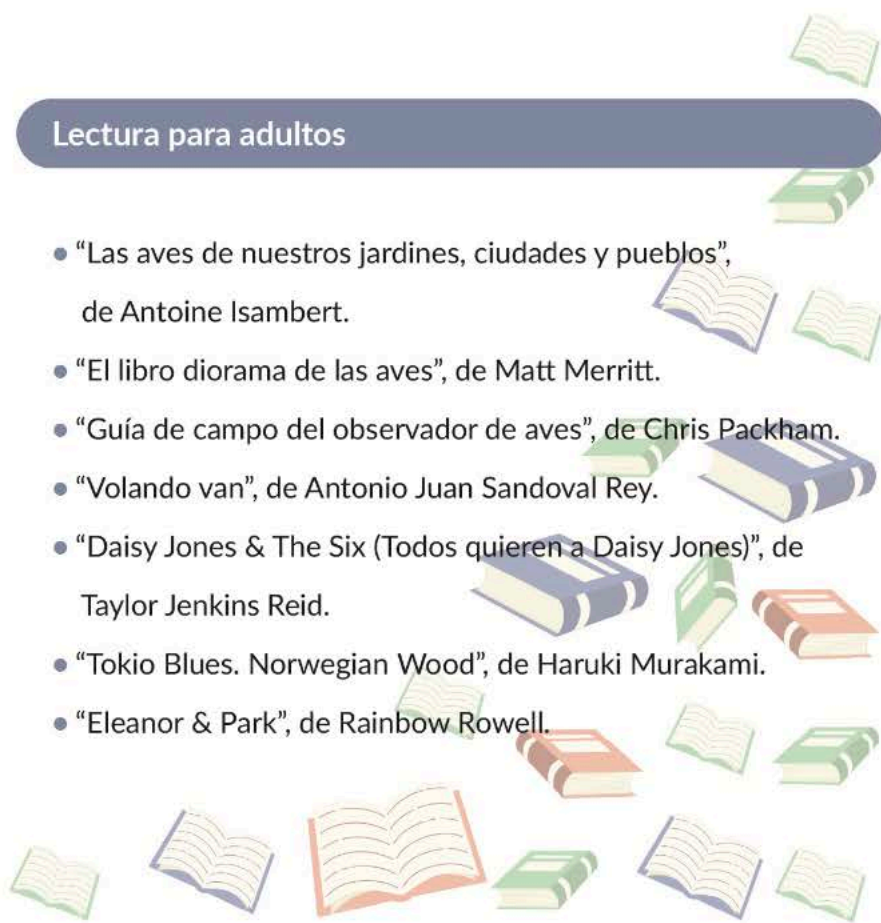 Lectura para adultos
• “Las aves de nuestros jardines, ciudades y pueblos”,
de Antoine Isambert.
• “El libro diorama de las aves”, de Matt Merritt.
• “Guía de campo del observador de aves”, de Chris Packham.
• “Volando van”, de Antonio Juan Sandoval Rey.
• “Daisy Jones & The Six (Todos quieren a Daisy Jones)”, de
Taylor Jenkins Reid.
• “Tokio Blues. Norwegian Wood”, de Haruki Murakami.
• “Eleanor & Park”, de Rainbow Rowell.